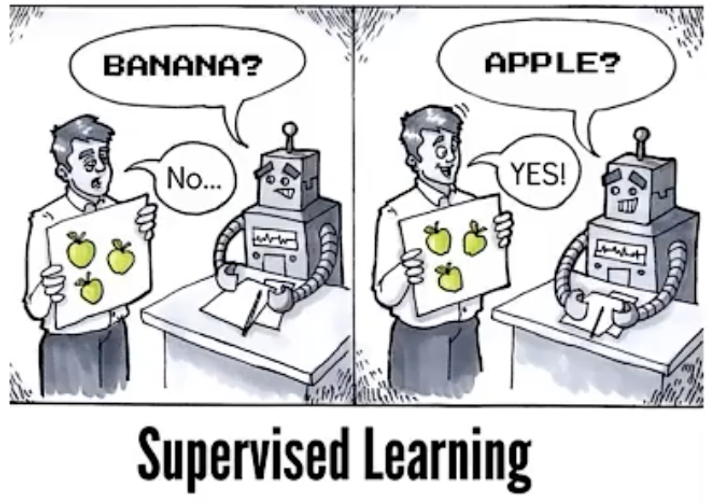 BANANA?
No...
APPLE?
YES!
Supervised Learning